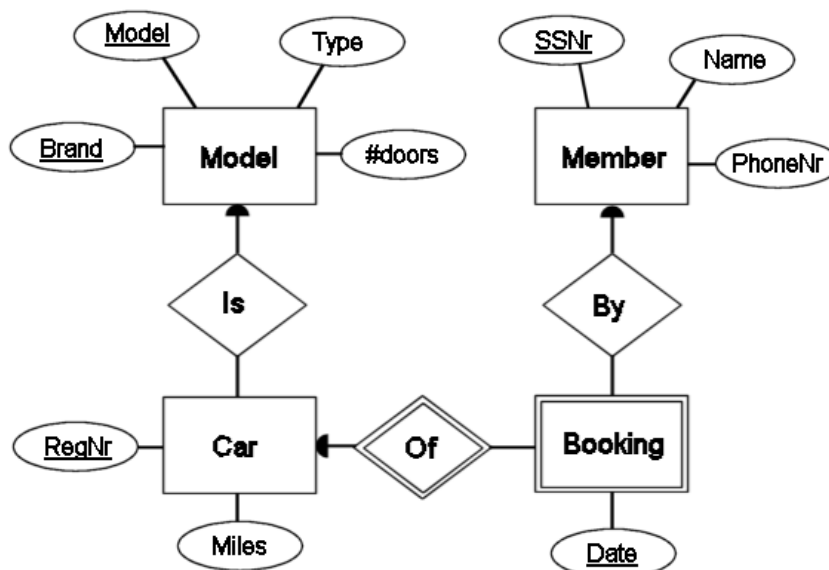 Model
Type
SSNr
Name
Brand
Model
#doors
Member
PhoneNr
Is
By
RegNr
Car
Of
Booking
Miles
Date